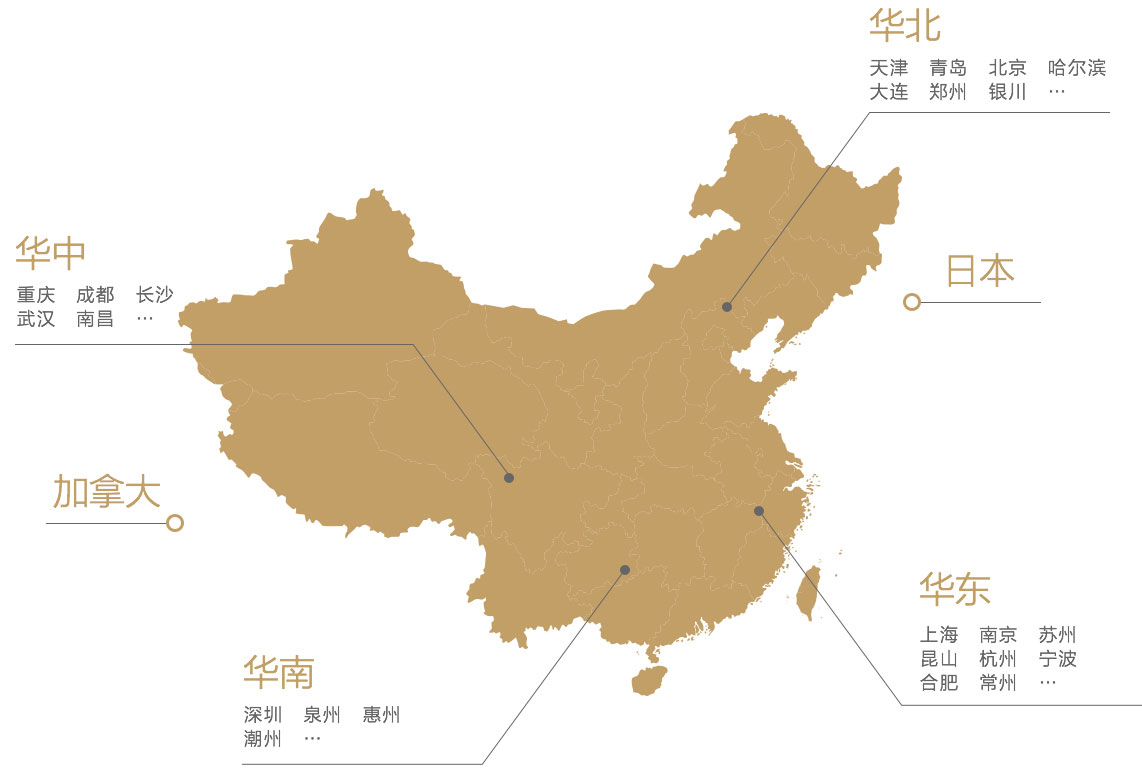 华北
天津 青岛 北京 哈尔滨
大连 郑州 银川 …
华中
重庆 成都 长沙
武汉 南昌 …
日本
加拿大
华东
上海 南京 苏州
昆山 杭州 宁波
合肥 常州 …
华南
深圳 泉州 惠州
潮州 …